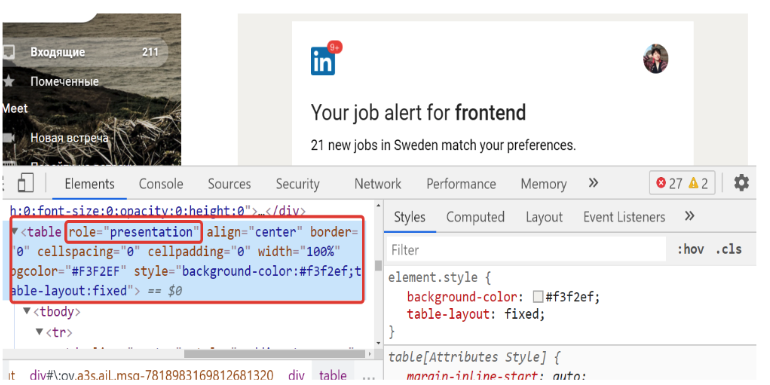 Входящие 211
Помеченные
Meet
Новая встреча
in 9+
Your job alert for frontend
21 new jobs in Sweden match your preferences.
Elements Console Sources Security Network Performance Memory » 27 2
h:0;font-size:0;opacity:0;height:0">…</div>
▼<table role="presentation" align="center" border=
"0" cellspacing="0" cellpadding="0" width="100%"
bgcolor="#F3F2EF" style="background-color:#f3f2ef;t
able-layout:fixed"> == $0
▼<tbody>
▼<tr>
div#\:ov.a3s.aiL.msg-7818983169812681320 div table ...
Styles Computed Layout Event Listeners »
Filter :hov .cls
element.style {
background-color: #f3f2ef;
table-layout: fixed;
}
table[Attributes Style] {
margin-inline-start: auto;